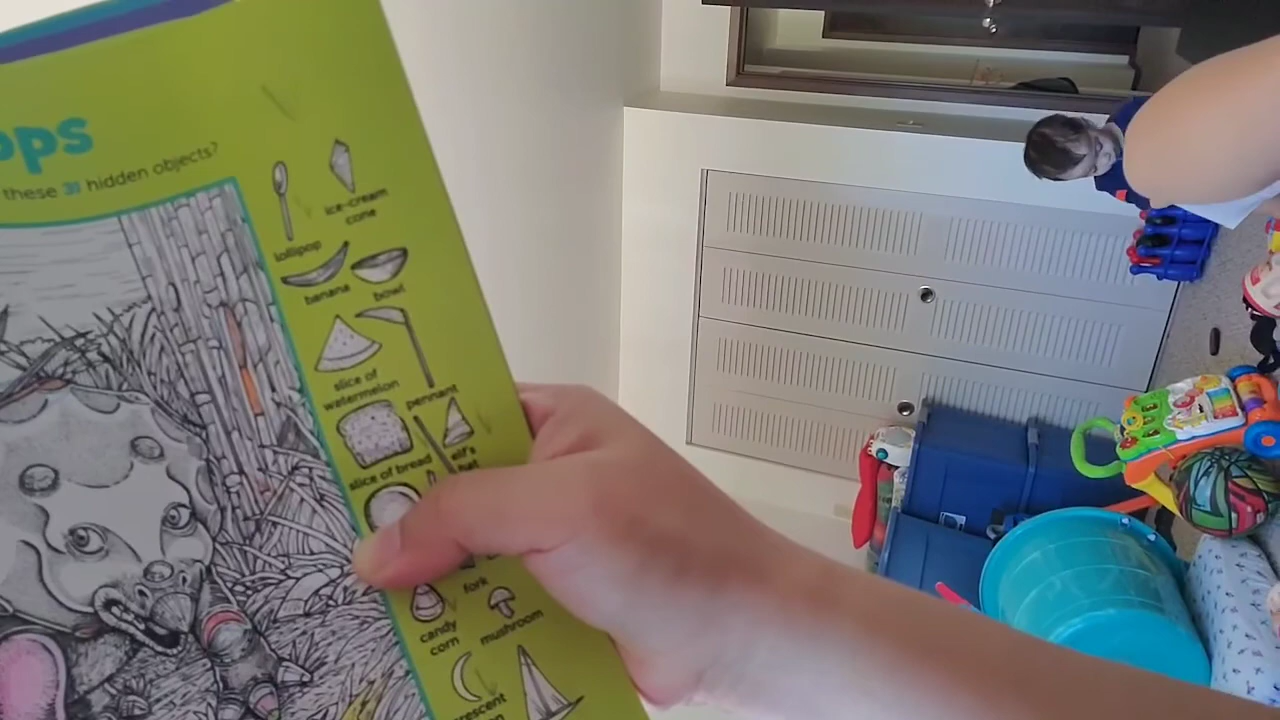 ops
these 31 hidden objects?
lollipop
ice-cream
cone
banana
bowl
slice of
watermelon
pennant
slice of bread
elf's
hat
fork
candy
corn
mushroom